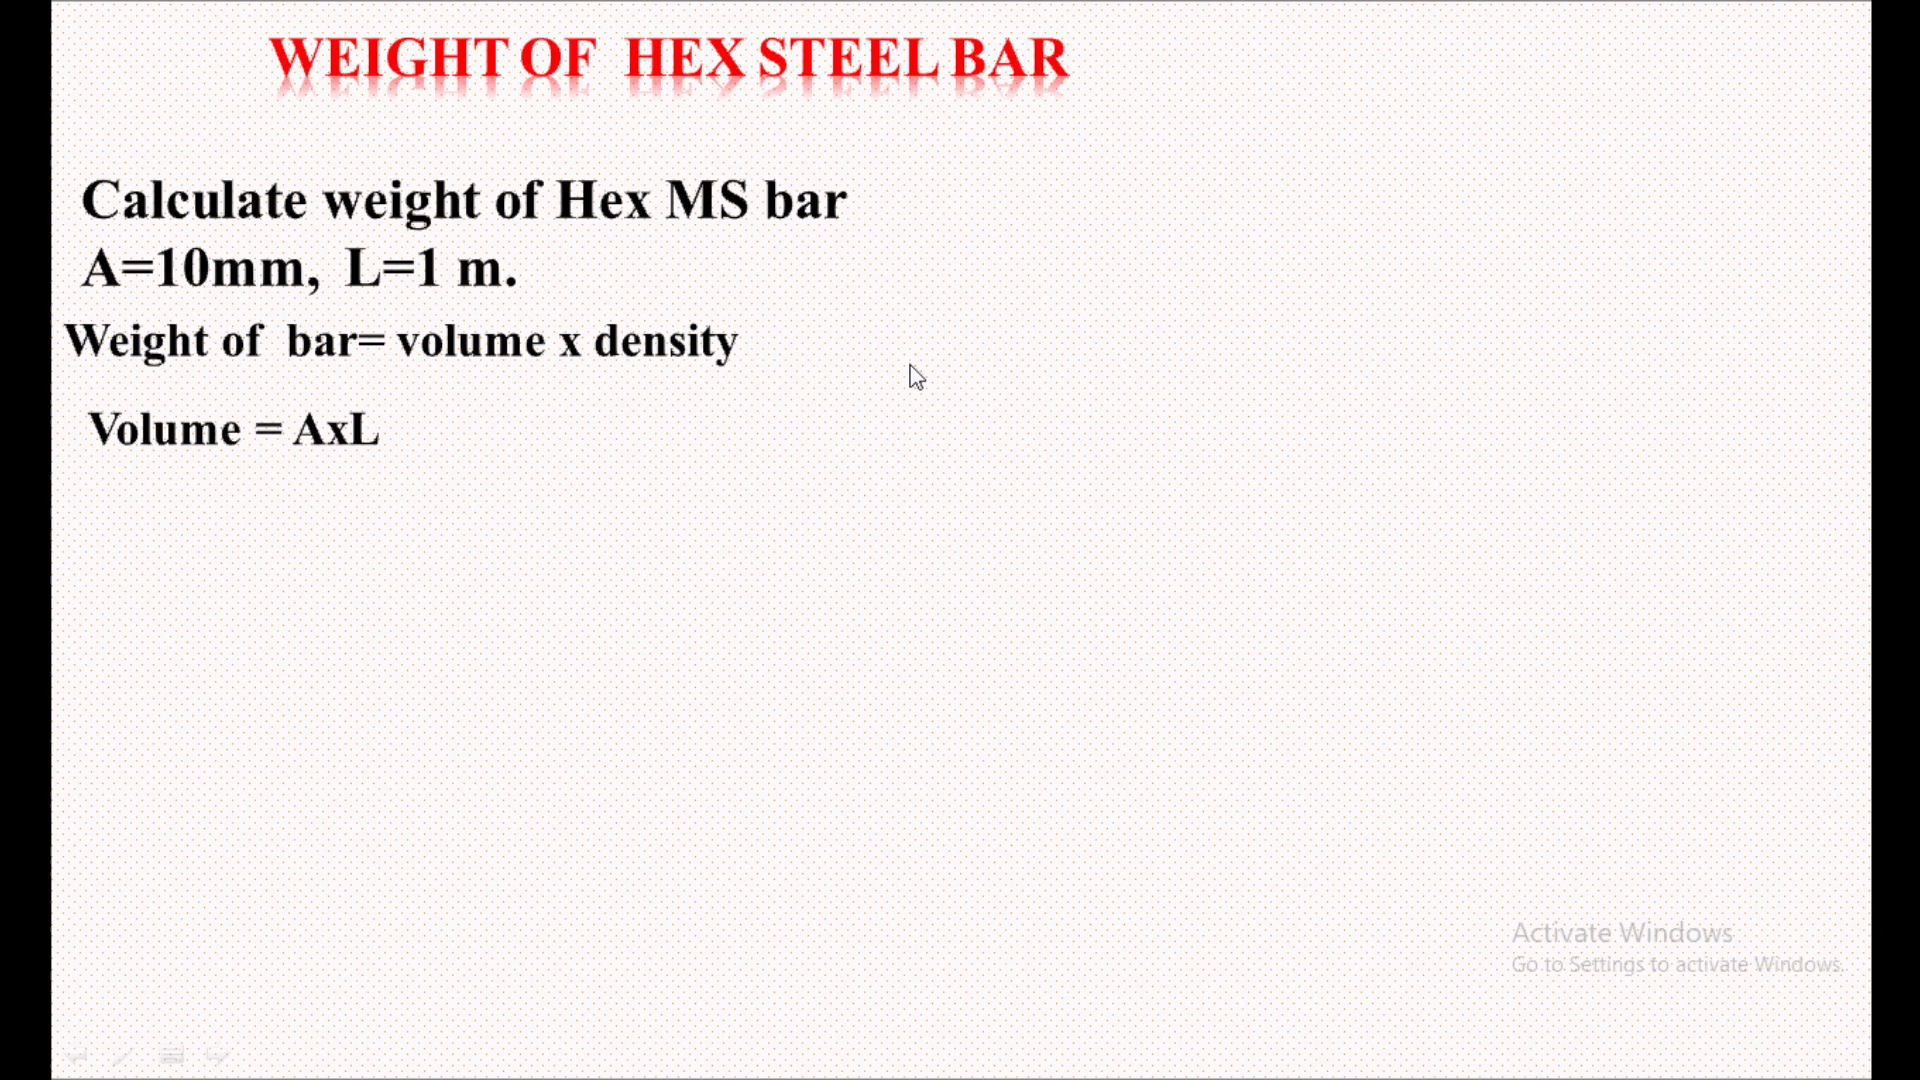 WEIGHT OF HEX STEEL BAR
Calculate weight of Hex MS bar
A=10mm, L=1 m.
Weight of bar= volume x density
Volume = AxL
Activate Windows
Go to Settings to activate Windows.